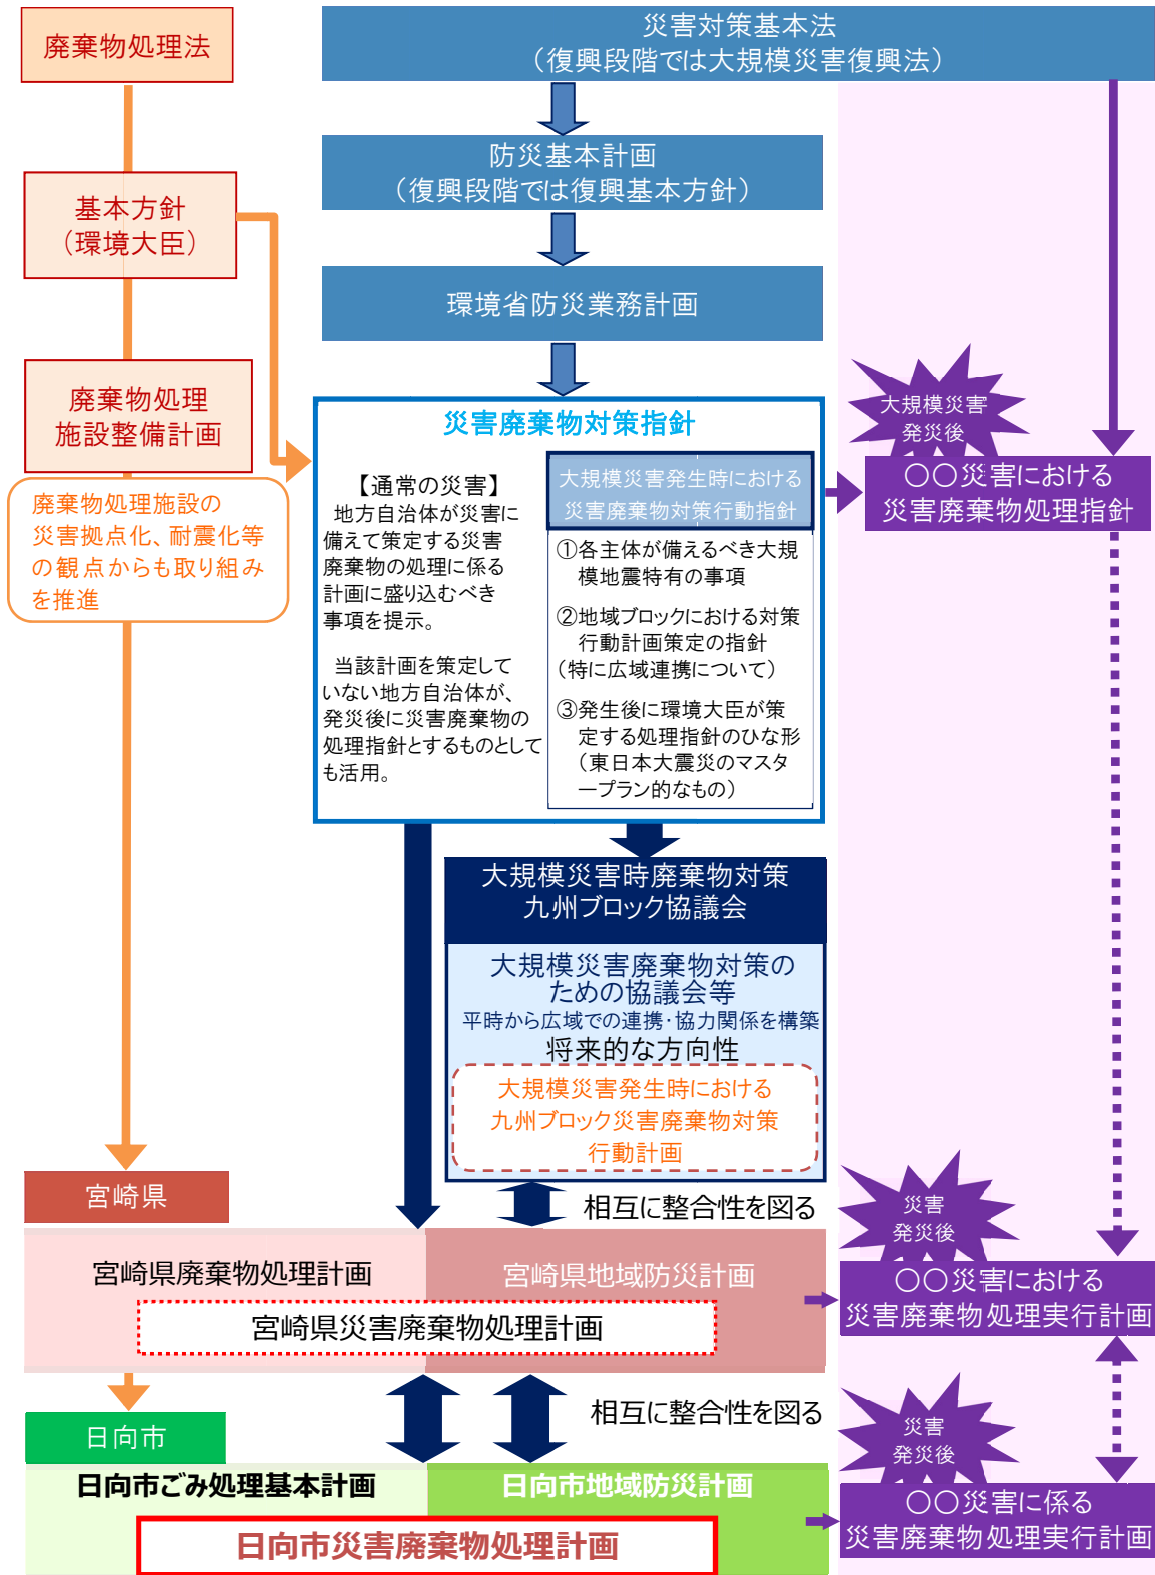 廃棄物処理法
災害対策基本法
（復興段階では大規模災害復興法）
防災基本計画
（復興段階では復興基本方針）
基本方針
（環境大臣）
環境省防災業務計画
廃棄物処理
施設整備計画
廃棄物処理施設の
災害拠点化、耐震化等
の観点からも取り組み
を推進
災害廃棄物対策指針
【通常の災害】
地方自治体が災害に
備えて策定する災害
廃棄物の処理に係る
計画に盛り込むべき
事項を提示。
当該計画を策定して
いない地方自治体が、
発災後に災害廃棄物の
処理指針とするものとして
も活用。
大規模災害発生時における
災害廃棄物対策行動指針
①各主体が備えるべき大規
模地震特有の事項
②地域ブロックにおける対策
行動計画策定の指針
（特に広域連携について）
③発生後に環境大臣が策
定する処理指針のひな形
（東日本大震災のマスタ
ープラン的なもの）
大規模災害
発災後
〇〇災害における
災害廃棄物処理指針
大規模災害時廃棄物対策
九州ブロック協議会
大規模災害廃棄物対策の
ための協議会等
平時から広域での連携・協力関係を構築
将来的な方向性
大規模災害発生時における
九州ブロック災害廃棄物対策
行動計画
宮崎県
相互に整合性を図る
宮崎県廃棄物処理計画
宮崎県地域防災計画
宮崎県災害廃棄物処理計画
災害
発災後
〇〇災害における
災害廃棄物処理実行計画
日向市
相互に整合性を図る
日向市ごみ処理基本計画
日向市地域防災計画
日向市災害廃棄物処理計画
災害
発災後
〇〇災害に係る
災害廃棄物処理実行計画